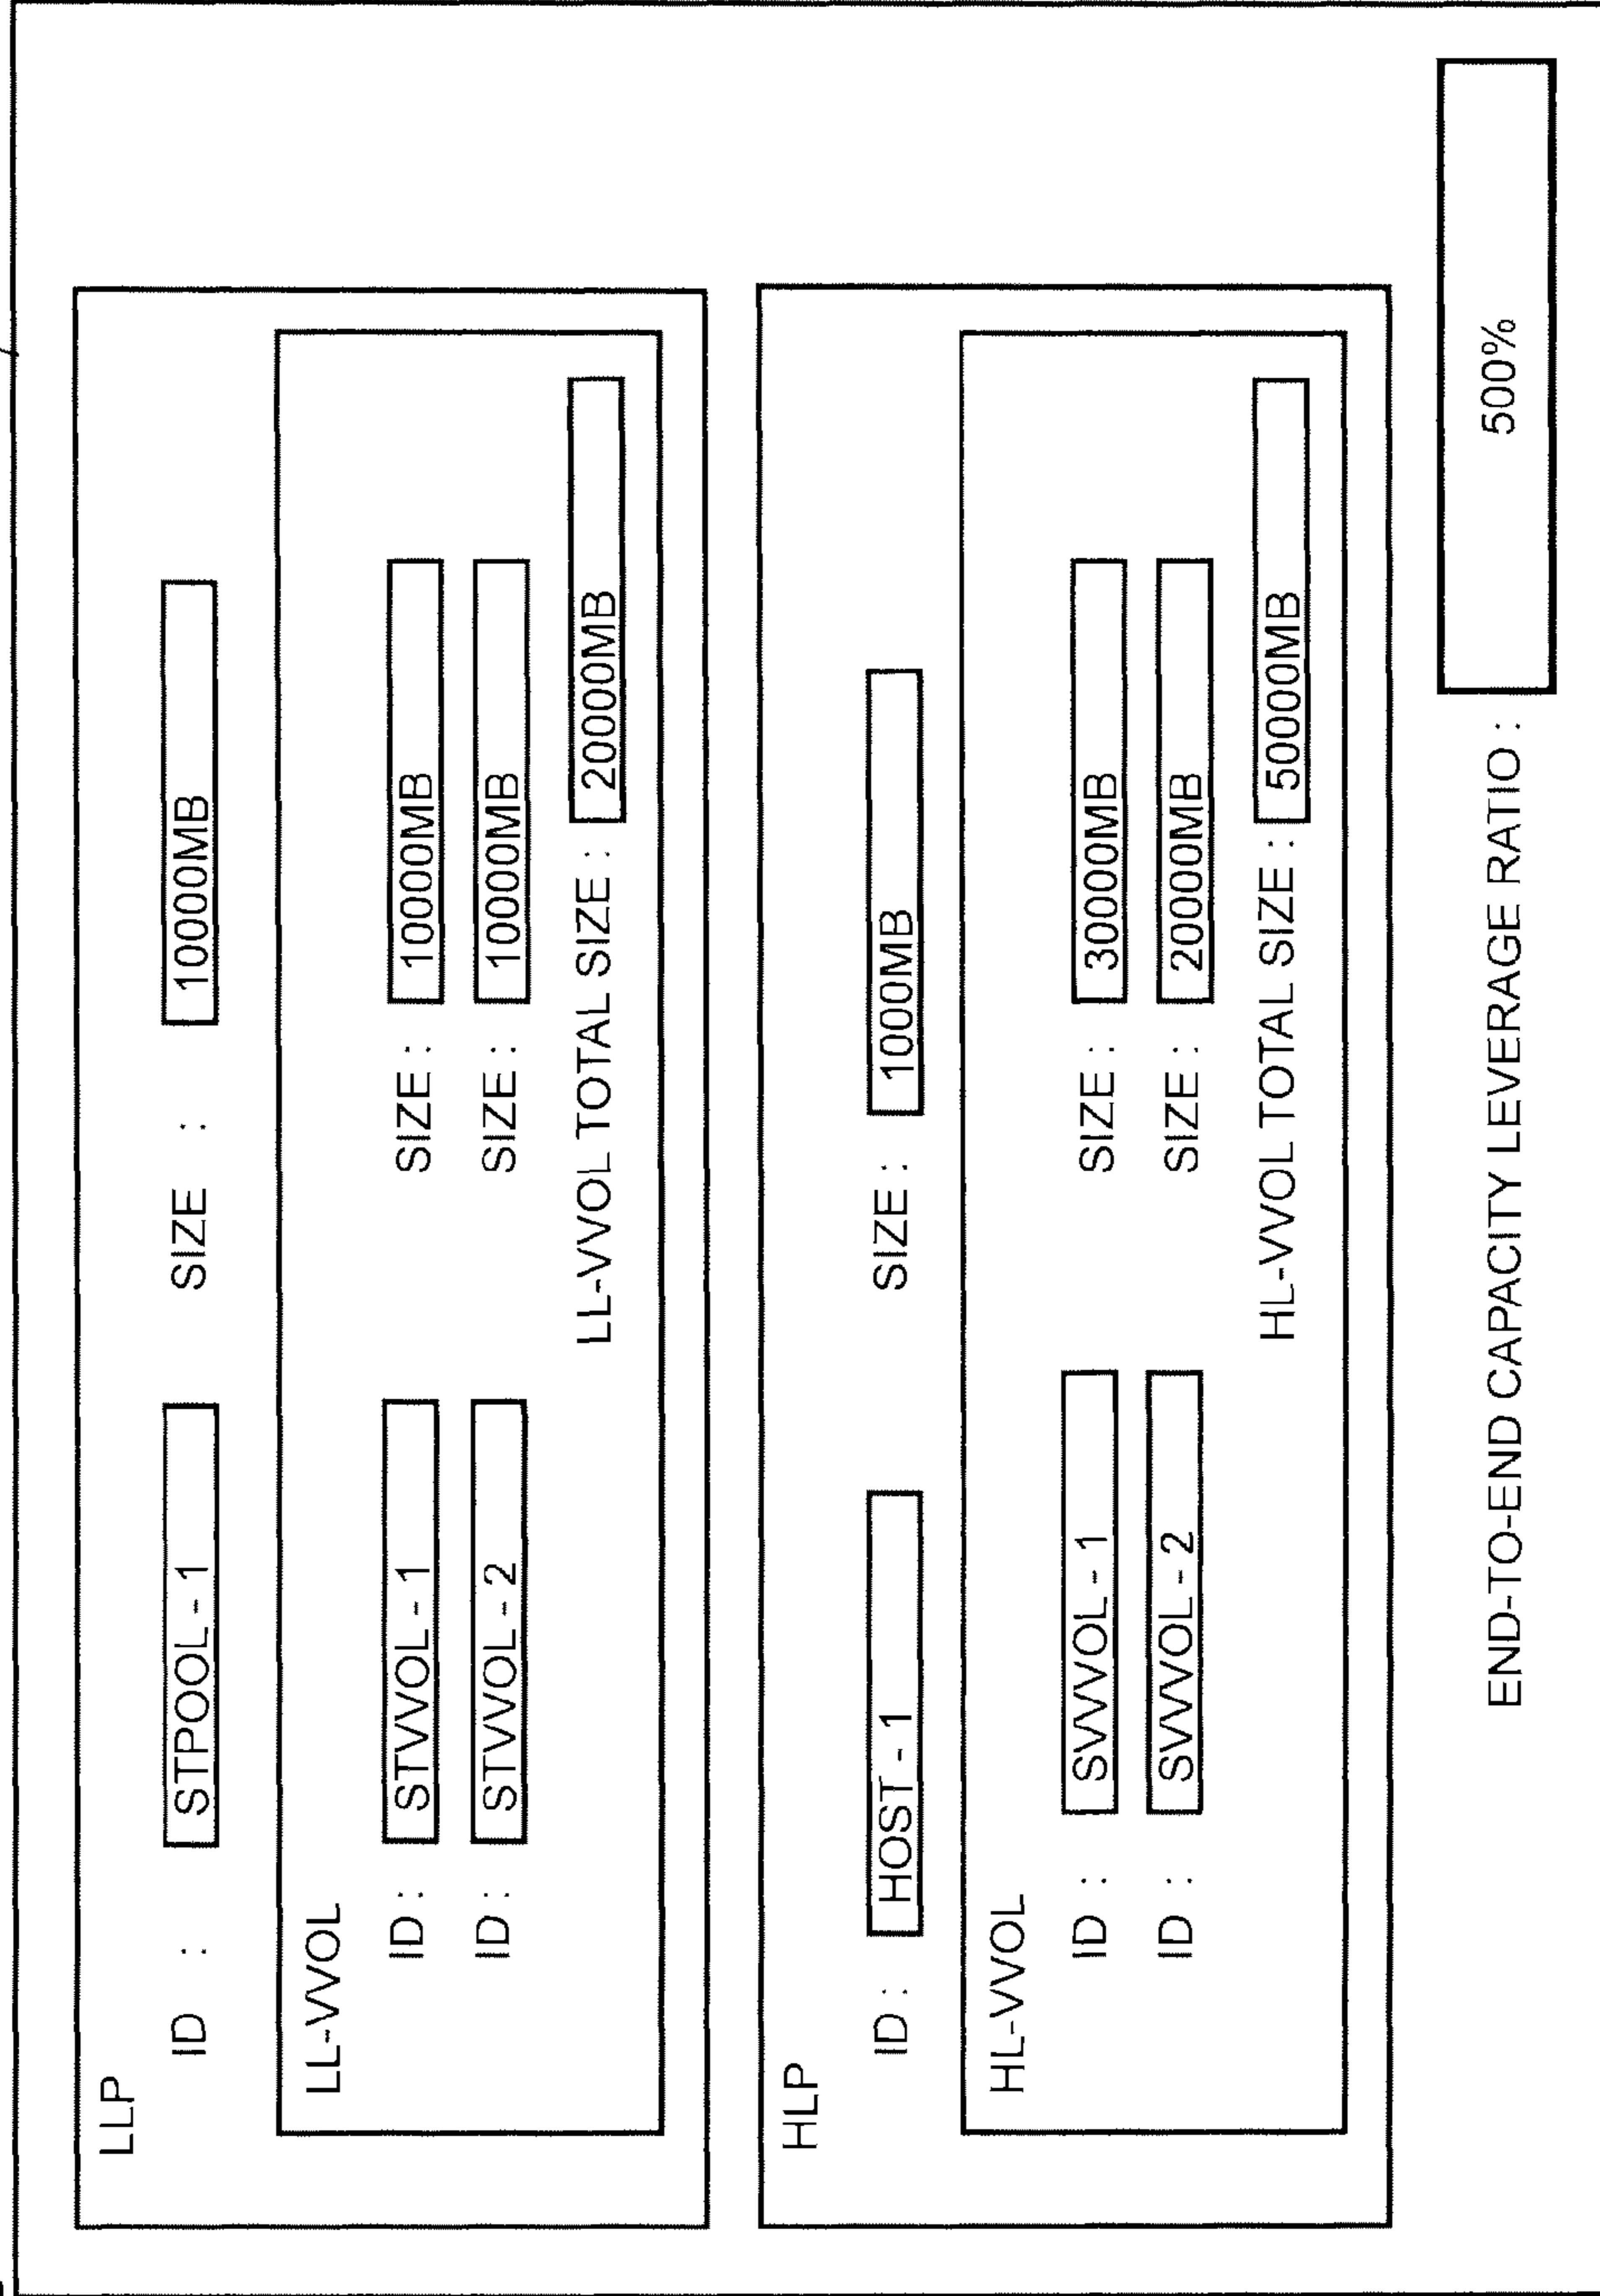 LLP
ID : STPOOL - 1 SIZE : 10000MB
LL-VVOL
ID : STVVOL - 1 SIZE : 10000MB
ID : STVVOL - 2 SIZE : 10000MB
LL-VVOL TOTAL SIZE : 20000MB
HLP
ID : HOST - 1 SIZE : 1000MB
HL-VVOL
ID : SVVVOL - 1 SIZE : 30000MB
ID : SVVVOL - 2 SIZE : 20000MB
HL-VVOL TOTAL SIZE : 50000MB
END-TO-END CAPACITY LEVERAGE RATIO : 500%